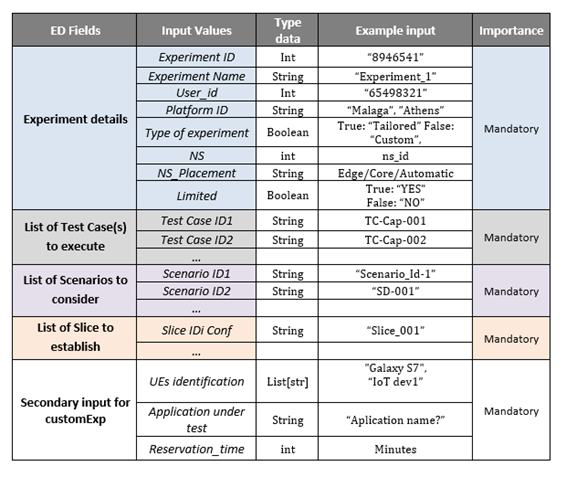 ED Fields Input Values Type data Example input Importance
Experiment details
Experiment ID Int “8946541”
Experiment Name String “Experiment_1”
User_id Int “65498321”
Platform ID String “Malaga”, “Athens”
Type of experiment Boolean True: “Tailored” False:
“Custom”,
NS int ns_id
NS_Placement String Edge/Core/Automatic
Limited Boolean True: “YES”
False: “NO”
Mandatory
List of Test Case(s)
to execute
Test Case ID1 String TC-Cap-001
Test Case ID2 String TC-Cap-002
...
Mandatory
List of Scenarios to
consider
Scenario ID1 String “Scenario_Id-1”
Scenario ID2 String “SD-001”
...
Mandatory
List of Slice to
establish
Slice IDi Conf String “Slice_001”
...
Mandatory
Secondary input for
customExp
UEs identification List[str] "Galaxy S7”,
“IoT dev1”
Application under
test String “Aplication name?”
Reservation_time int Minutes
Mandatory